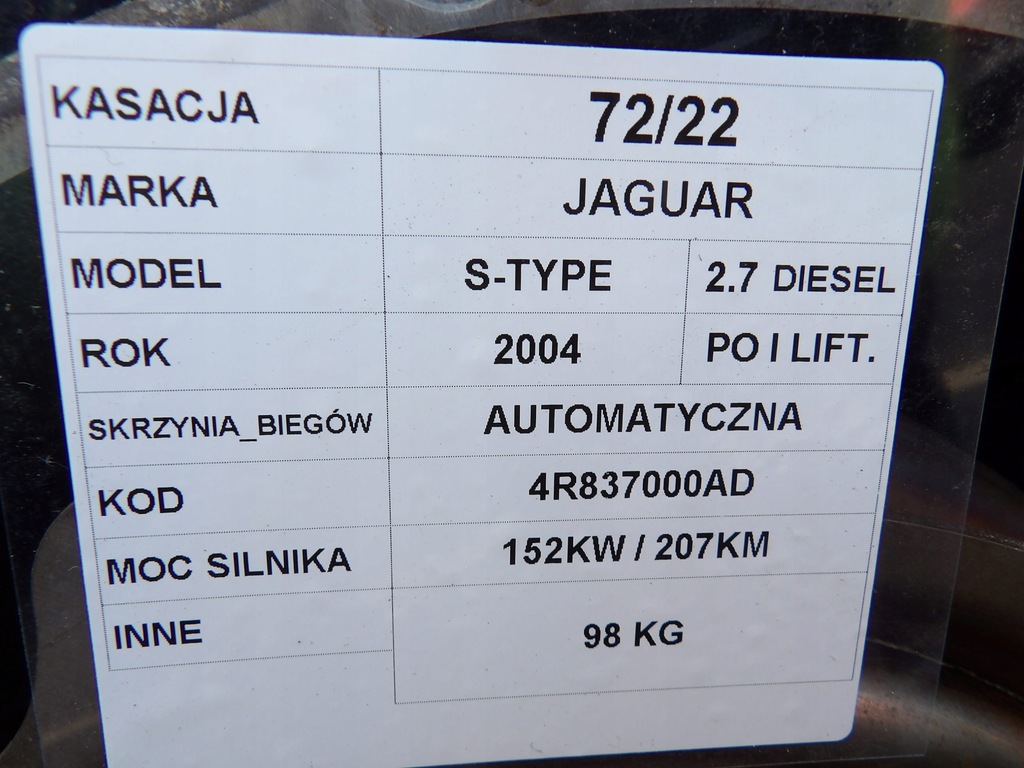 KASACJA 72/22
MARKA JAGUAR
MODEL S-TYPE 2.7 DIESEL
ROK 2004 PO I LIFT.
SKRZYNIA_BIEGÓW AUTOMATYCZNA
KOD 4R837000AD
MOC SILNIKA 152KW / 207KM
INNE 98 KG